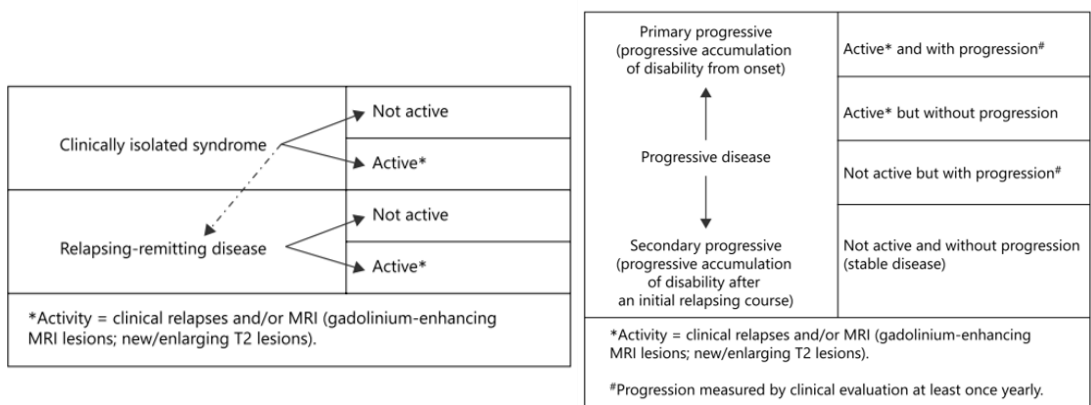 Clinically isolated syndrome
Not active
Active*
Relapsing-remitting disease
Not active
Active*
*Activity = clinical relapses and/or MRI (gadolinium-enhancing
MRI lesions; new/enlarging T2 lesions).
Primary progressive
(progressive accumulation
of disability from onset)
Progressive disease
Secondary progressive
(progressive accumulation
of disability after
an initial relapsing course)
Active* and with progression#
Active* but without progression
Not active but with progression#
Not active and without progression
(stable disease)
*Activity = clinical relapses and/or MRI (gadolinium-enhancing
MRI lesions; new/enlarging T2 lesions).
#Progression measured by clinical evaluation at least once yearly.